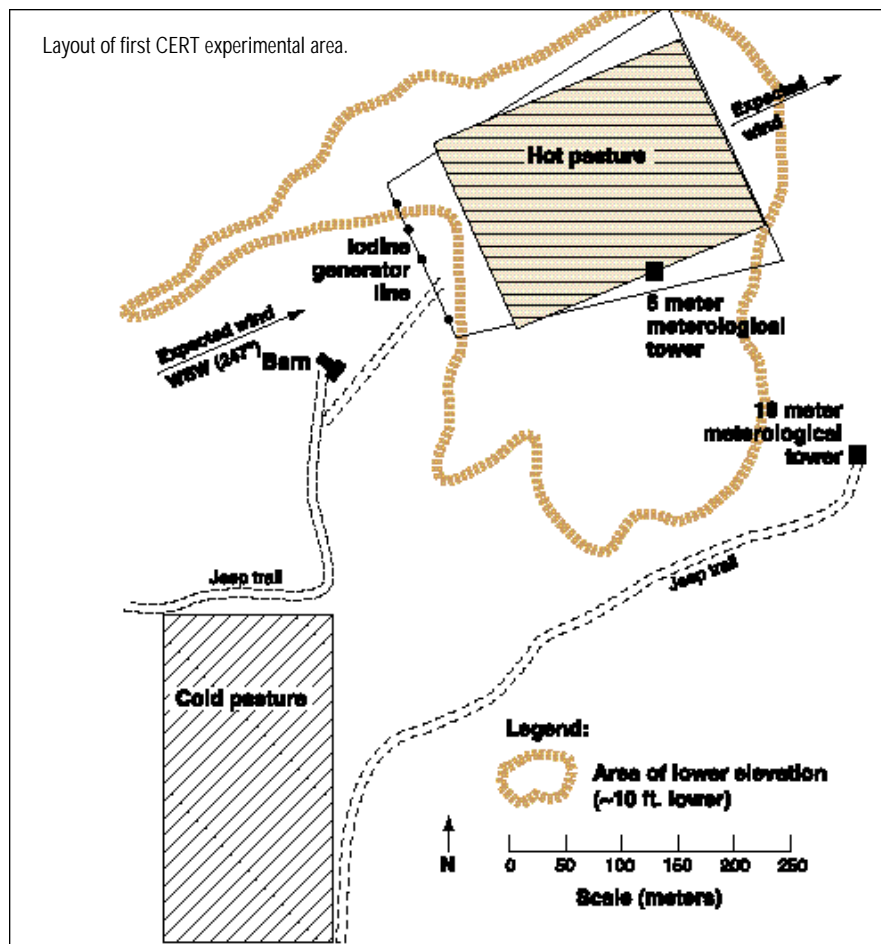 Layout of first CERT experimental area.
Expected
wind
Hot pasture
Iodine
generator
line
Expected wind
WSW (247°)
Barn
5 meter
meterological
tower
meter
meterological
tower
Jeep trail
Jeep trail
Cold pasture
Legend:
Area of lower elevation
(~10 ft. lower)
N
0 50 100 150 200 250
Scale (meters)